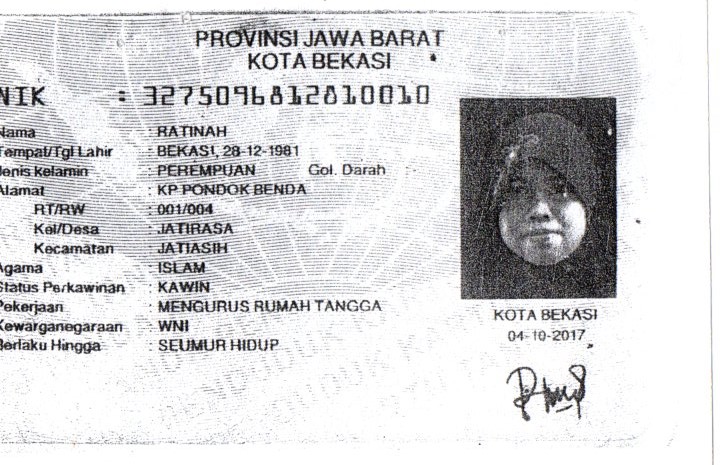 PROVINSI JAWA BARAT
KOTA BEKASI
NIK : 3275096812810010
Nama : RATINAH
Tempat/Tgl Lahir : BEKASI, 28-12-1981
Jenis kelamin : PEREMPUAN Gol. Darah
Alamat : KP PONDOK BENDA
RT/RW : 001/004
Kel/Desa : JATIRASA
Kecamatan : JATIASIH
Agama : ISLAM
Status Perkawinan : KAWIN
Pekerjaan : MENGURUS RUMAH TANGGA
Kewarganegaraan : WNI
Berlaku Hingga : SEUMUR HIDUP
KOTA BEKASI
04-10-2017